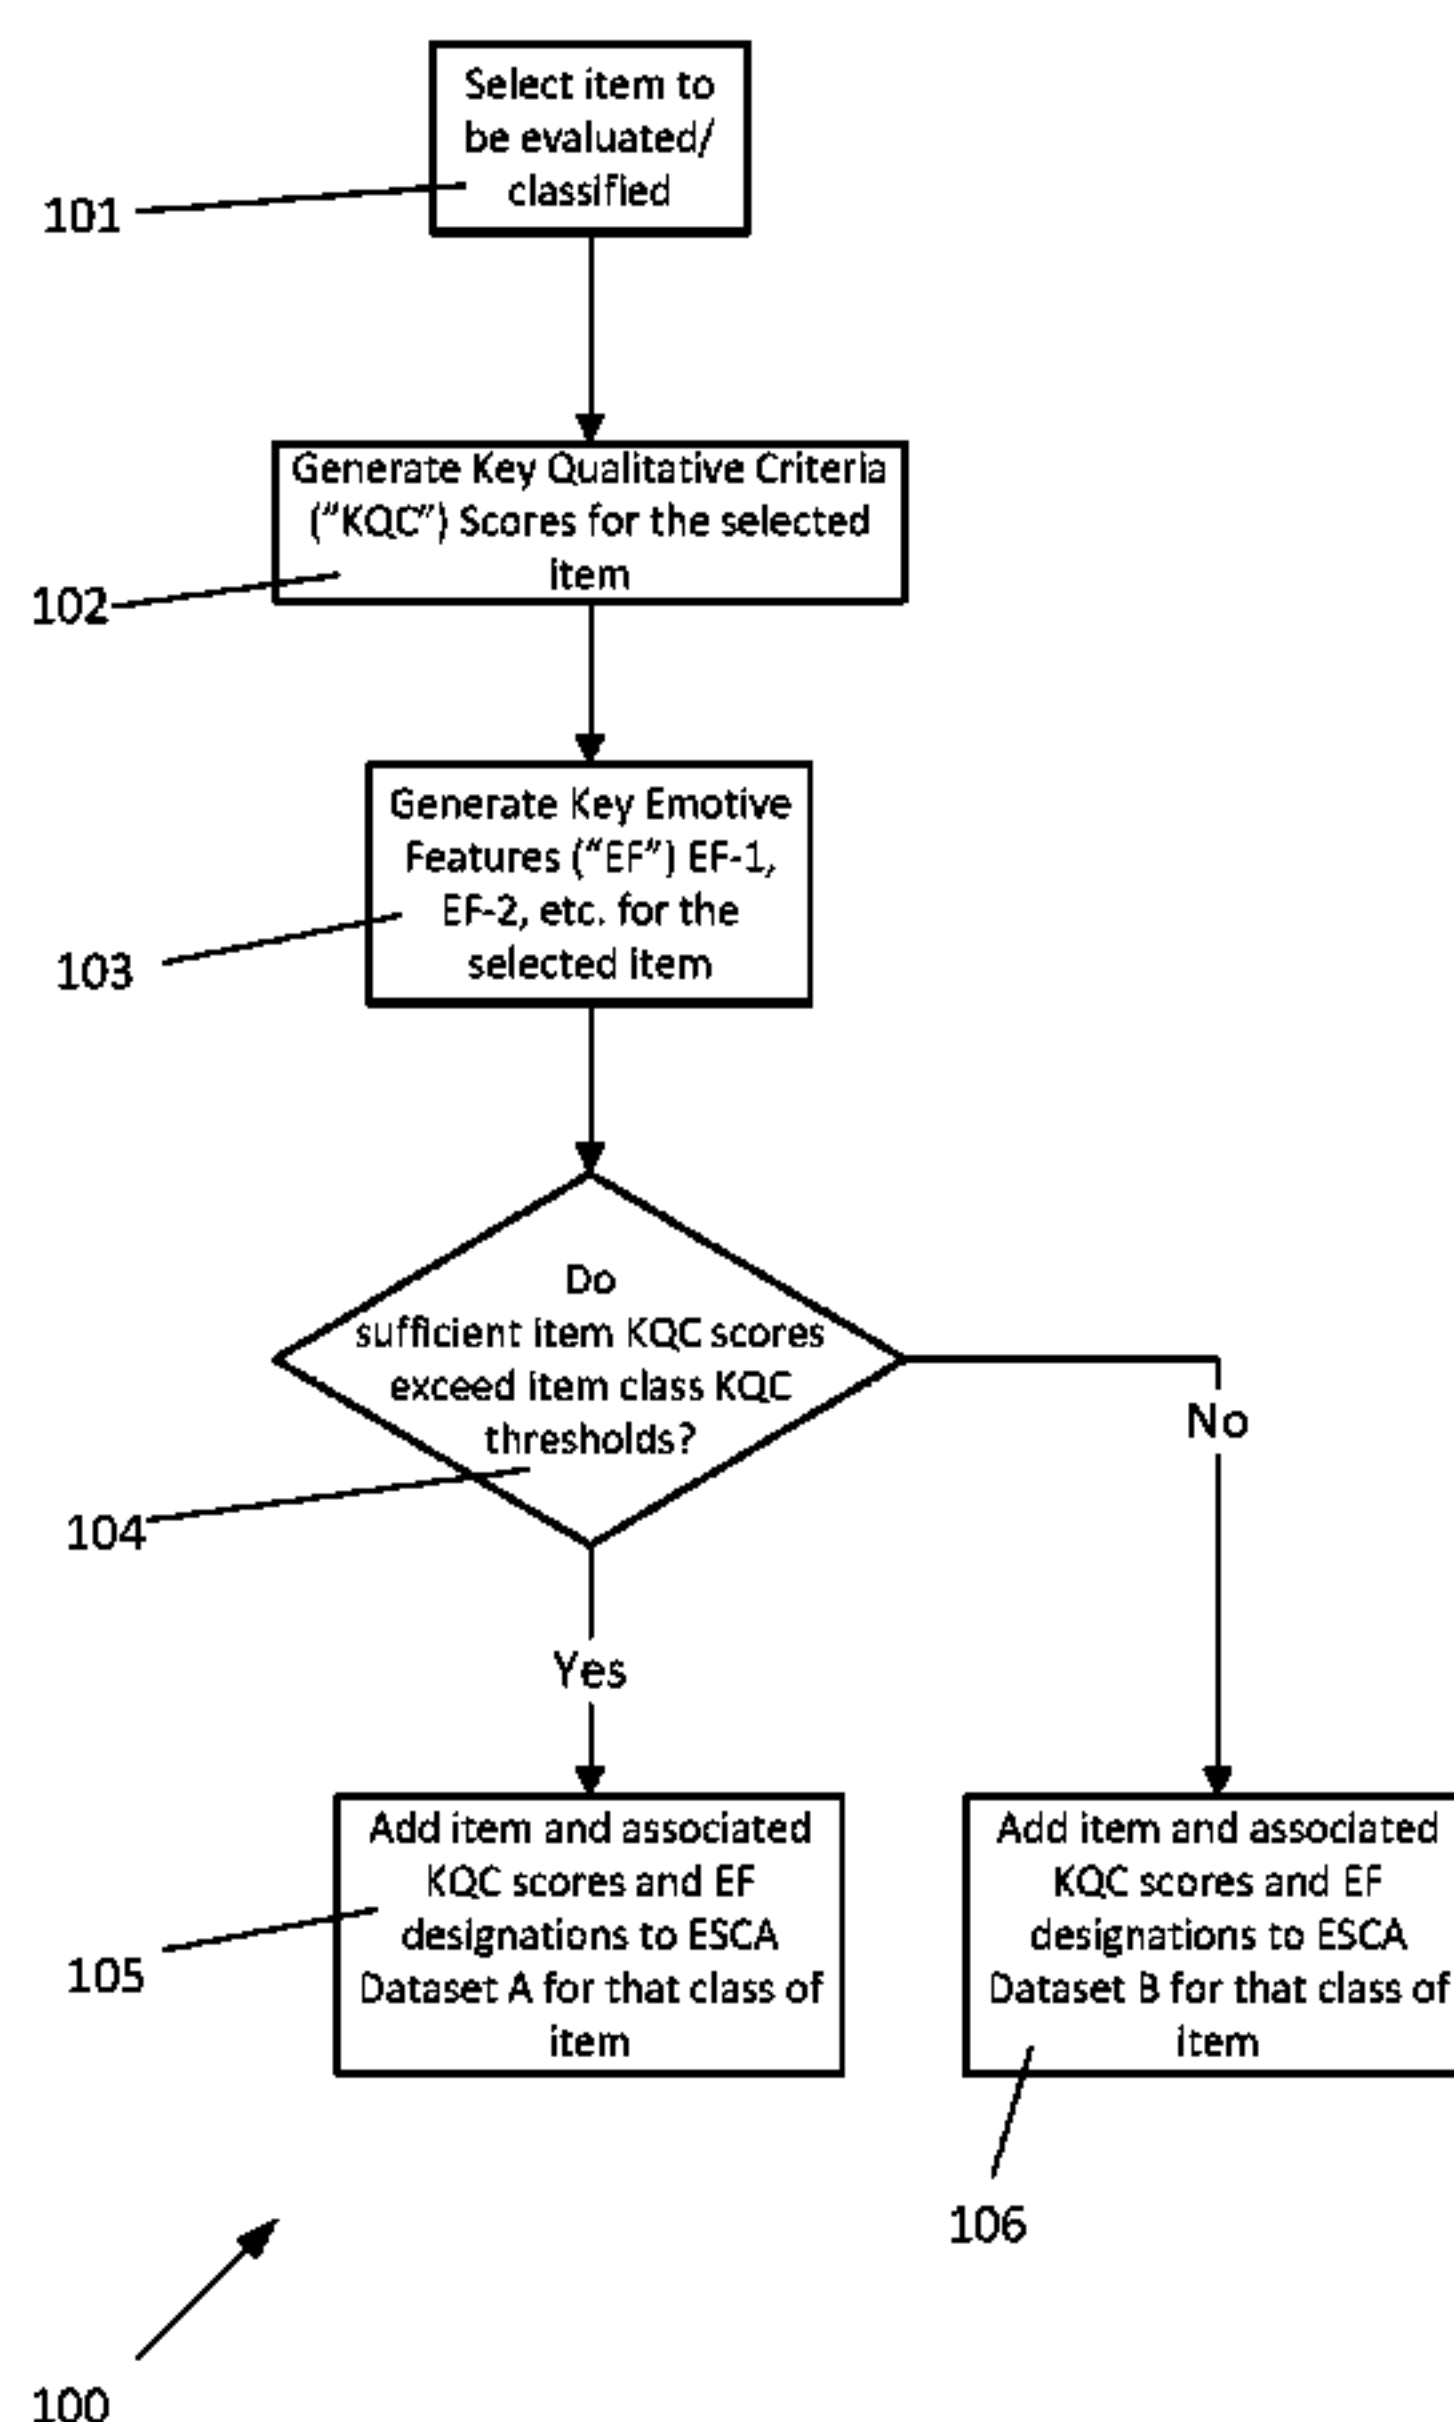 Select item to
be evaluated/
classified
101
Generate Key Qualitative Criteria
("KQC") Scores for the selected
item
102
Generate Key Emotive
Features ("EF") EF-1,
EF-2, etc. for the
selected item
103
Do
sufficient item KQC scores
exceed item class KQC
thresholds?
104
No
Yes
Add item and associated
KQC scores and EF
designations to ESCA
Dataset A for that class of
item
105
Add item and associated
KQC scores and EF
designations to ESCA
Dataset B for that class of
item
106
100